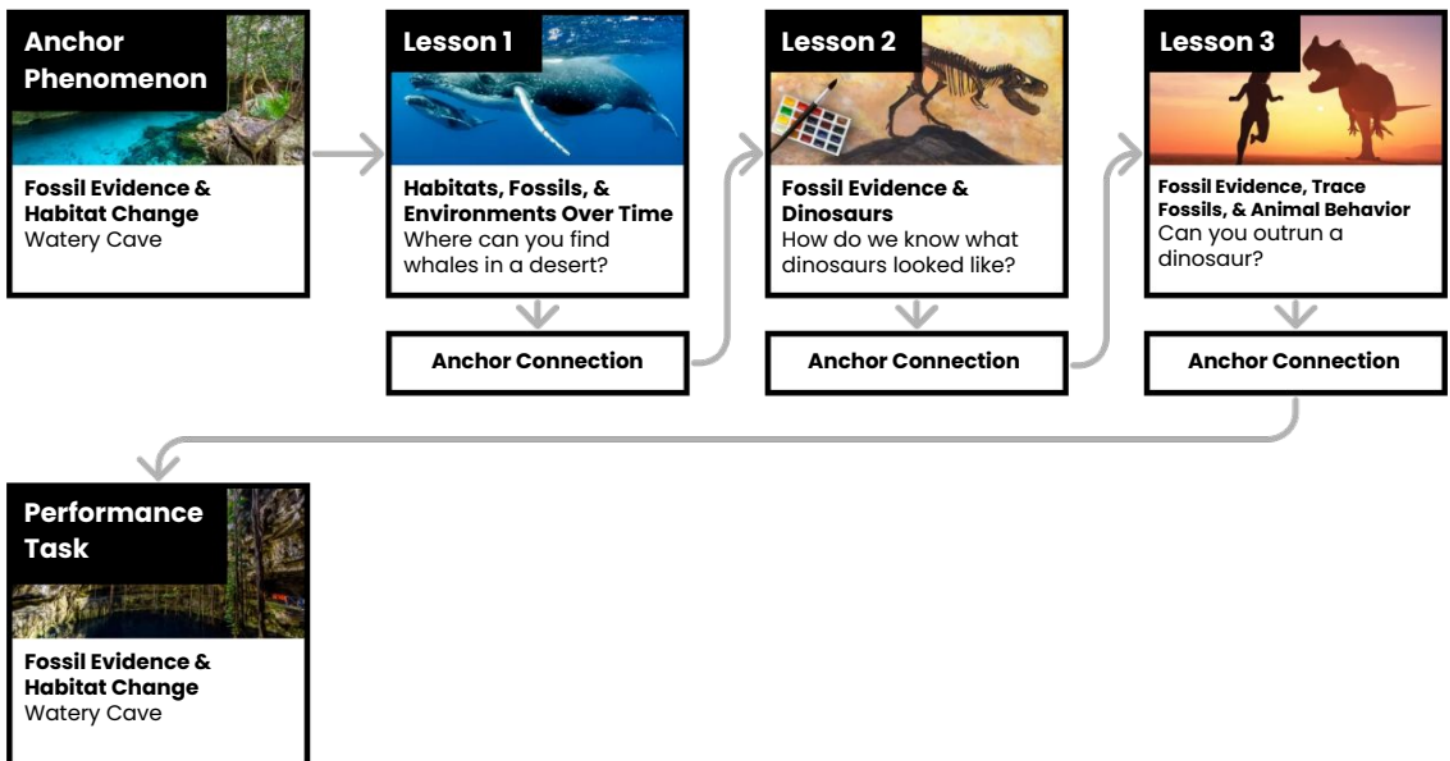 Anchor
Phenomenon
Fossil Evidence &
Habitat Change
Watery Cave
Lesson 1
Habitats, Fossils, &
Environments Over Time
Where can you find
whales in a desert?
Anchor Connection
Lesson 2
Fossil Evidence &
Dinosaurs
How do we know what
dinosaurs looked like?
Anchor Connection
Lesson 3
Fossil Evidence, Trace
Fossils, & Animal Behavior
Can you outrun a
dinosaur?
Anchor Connection
Performance
Task
Fossil Evidence &
Habitat Change
Watery Cave